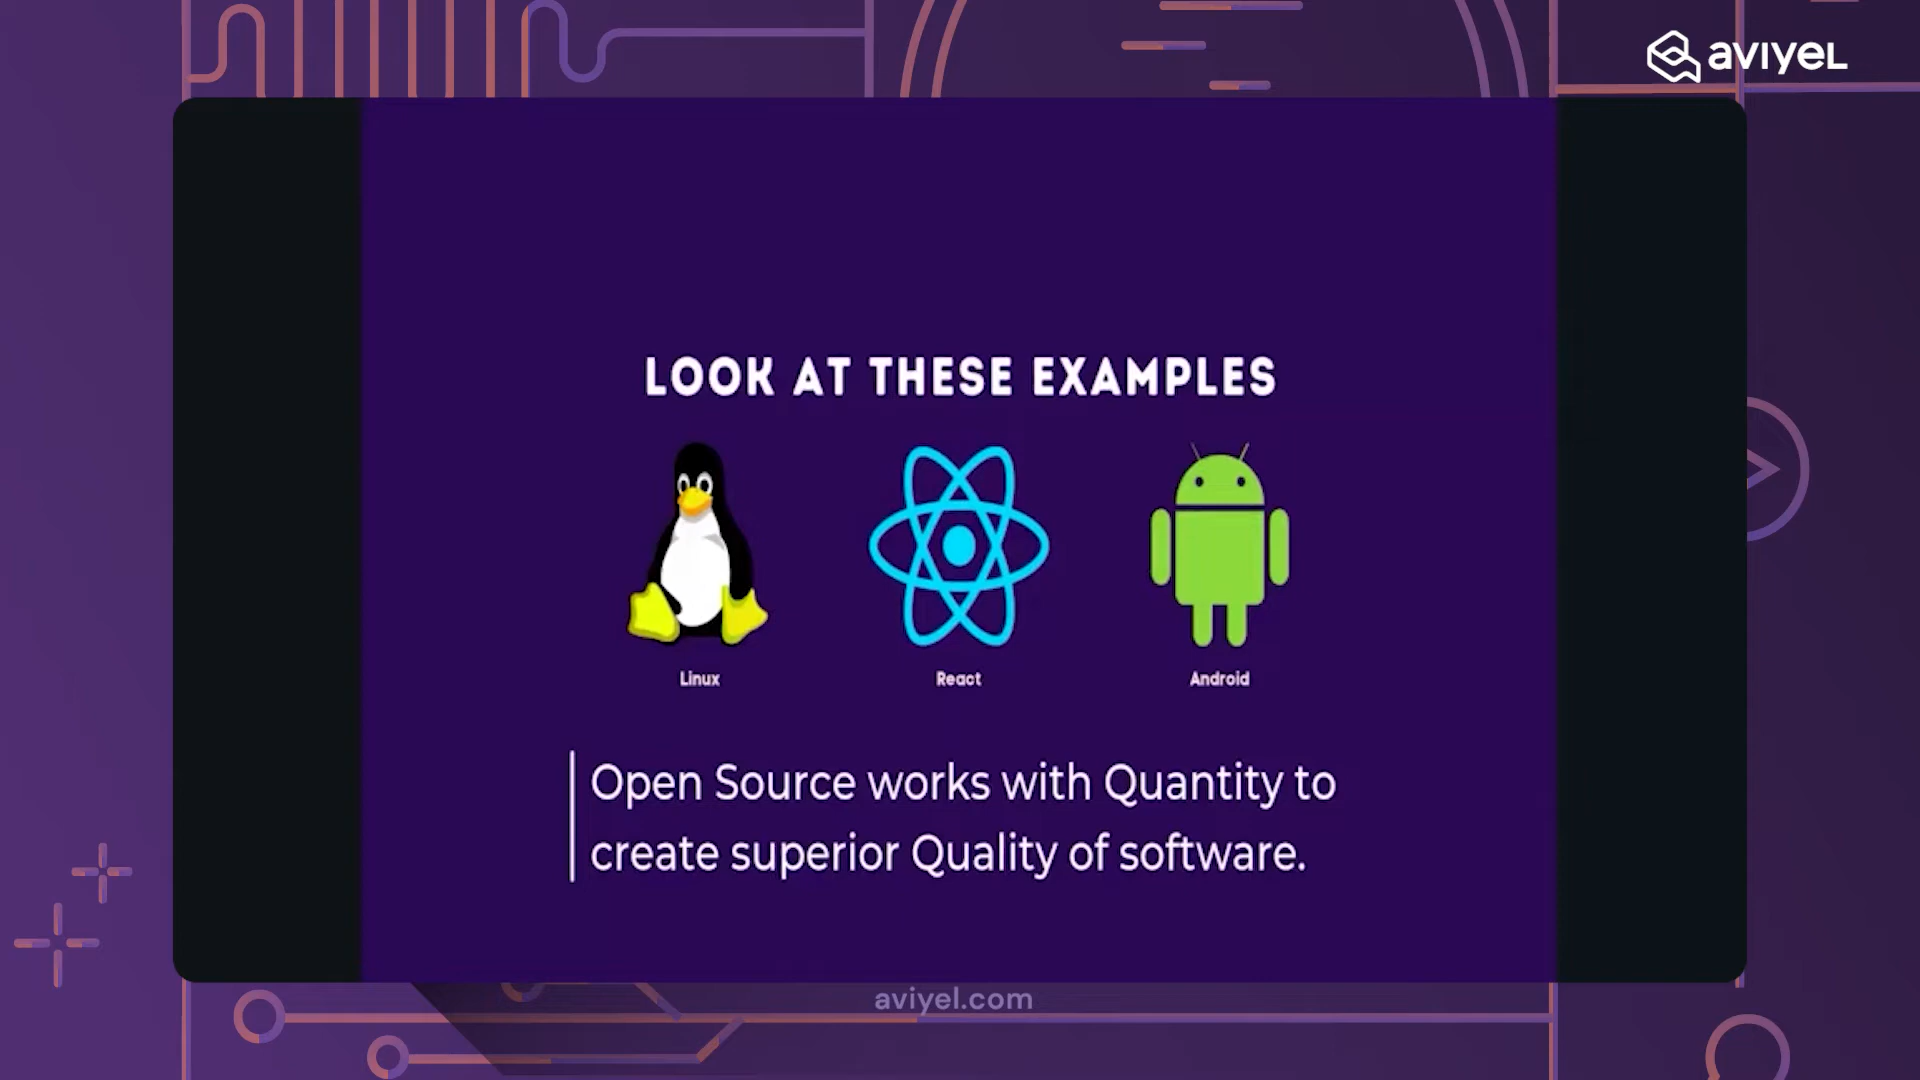 aviyel
LOOK AT THESE EXAMPLES
Linux
React
Android
Open Source works with Quantity to
create superior Quality of software.
aviyel.com